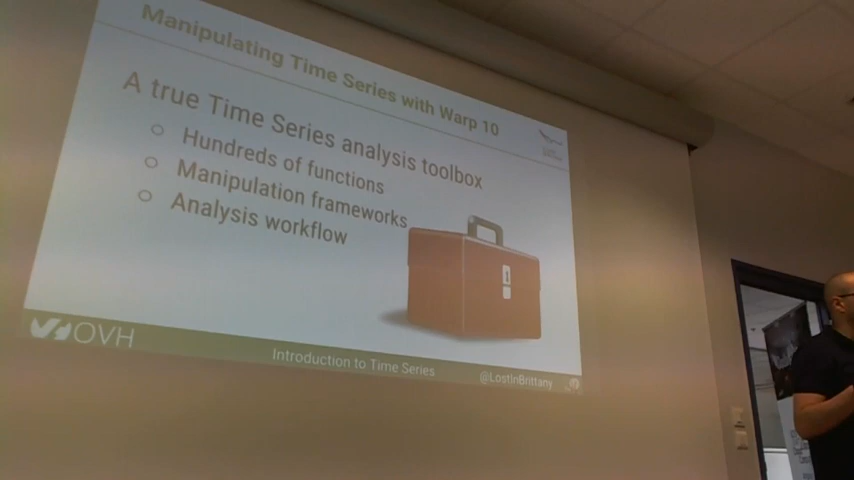 Manipulating Time Series with Warp 10
A true Time Series analysis toolbox
Hundreds of functions
Manipulation frameworks
Analysis workflow
OVH
Introduction to Time Series
@LostInBrittany